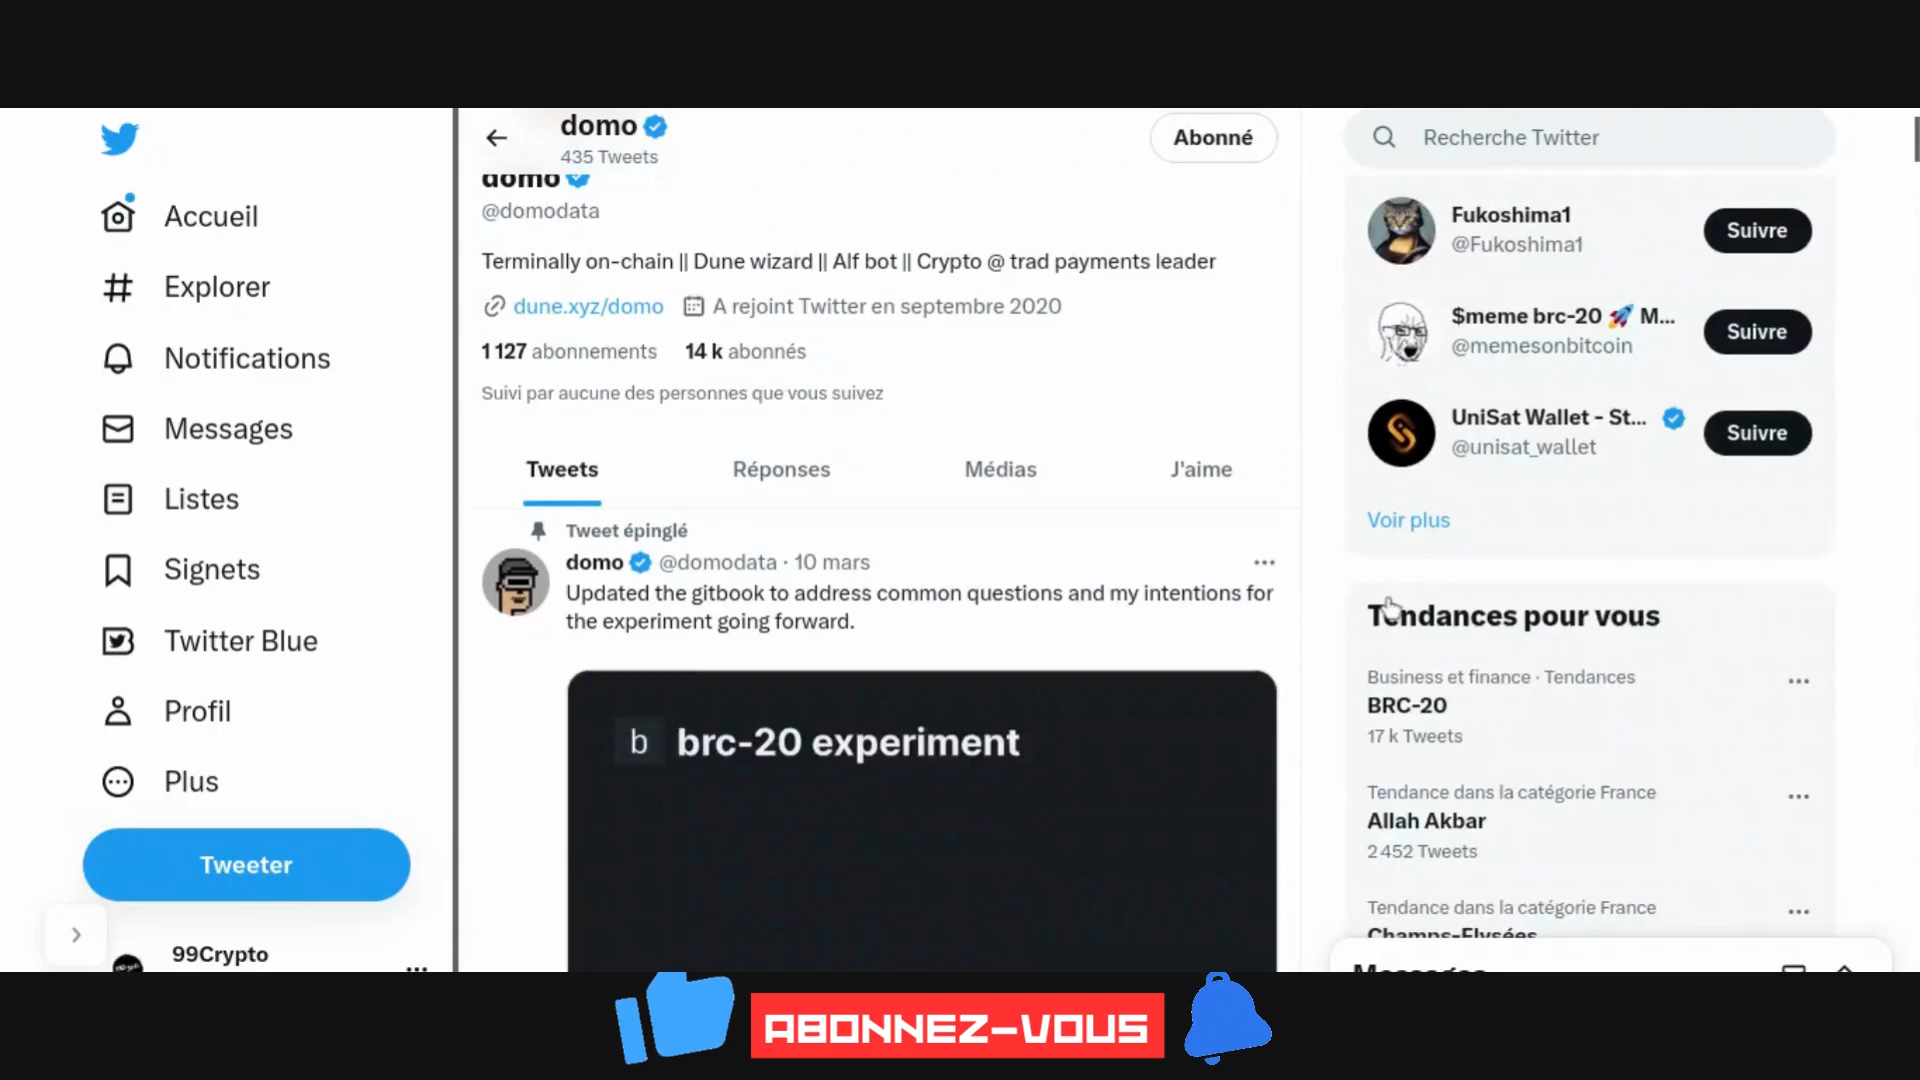 Accueil
Explorer
Notifications
Messages
Listes
Signets
Twitter Blue
Profil
Plus
Tweeter
99Crypto
domo
435 Tweets
Abonné
domo
@domodata
Terminally on-chain || Dune wizard || Alf bot || Crypto @ trad payments leader
dune.xyz/domo A rejoint Twitter en septembre 2020
1 127 abonnements 14 k abonnés
Suivi par aucune des personnes que vous suivez
Tweets Réponses Médias J'aime
Tweet épinglé
domo @domodata · 10 mars
Updated the gitbook to address common questions and my intentions for
the experiment going forward.
b brc-20 experiment
Recherche Twitter
Fukoshima1
@Fukoshima1
Suivre
$meme brc-20 🚀 M...
@memesonbitcoin
Suivre
UniSat Wallet - St...
@unisat_wallet
Suivre
Voir plus
Tendances pour vous
Business et finance · Tendances
BRC-20
17 k Tweets
Tendance dans la catégorie France
Allah Akbar
2 452 Tweets
Tendance dans la catégorie France
Champs-Elysées
Messages
ABONNEZ-VOUS